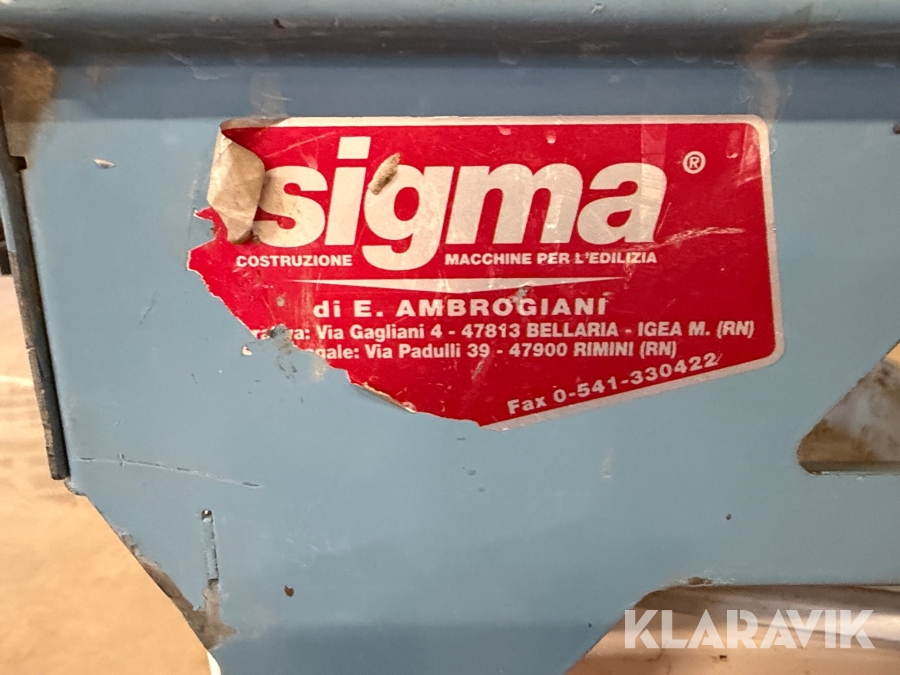 sigma ®
COSTRUZIONE MACCHINE PER L'EDILIZIA
di E. AMBROGIANI
Via Gagliani 4 - 47813 BELLARIA - IGEA M. (RN)
Via Padulli 39 - 47900 RIMINI (RN)
Fax 0-541-330422
KLARAVIK